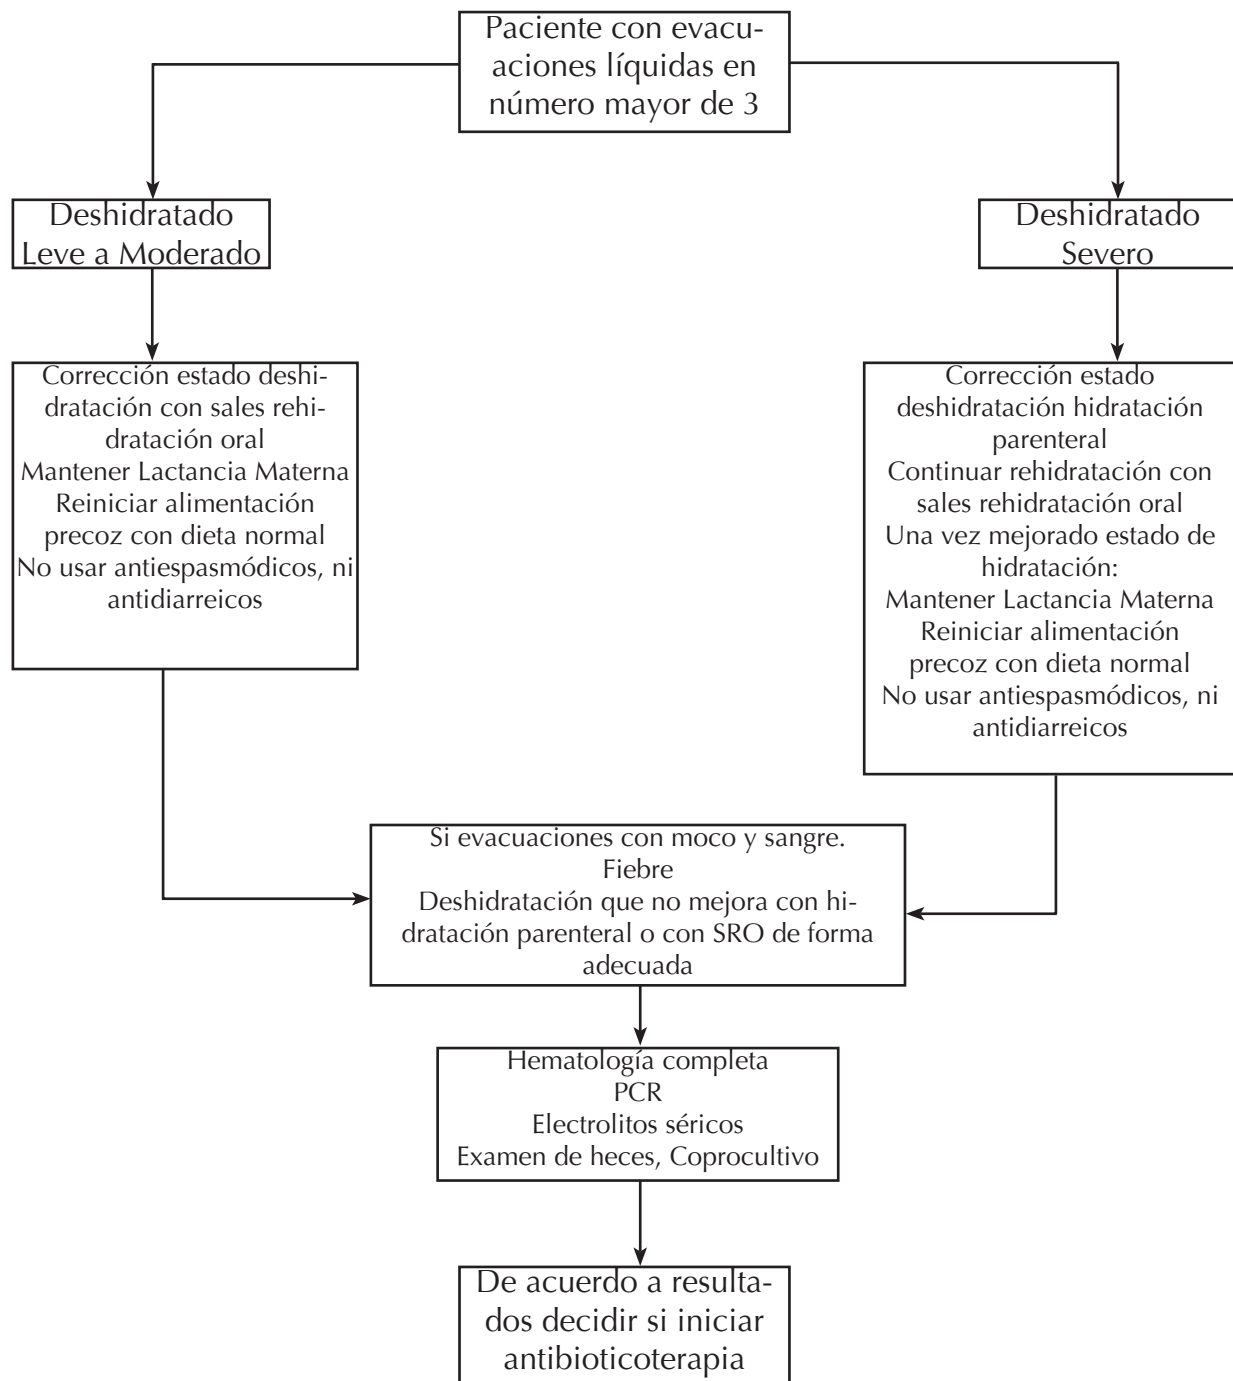 Paciente con evacu-
aciones líquidas en
número mayor de 3
Deshidratado
Leve a Moderado
Deshidratado
Severo
Corrección estado deshi-
dratación con sales rehi-
dratación oral
Mantener Lactancia Materna
Reiniciar alimentación
precoz con dieta normal
No usar antiespasmódicos, ni
antidiarreicos
Corrección estado
deshidratación hidratación
parenteral
Continuar rehidratación con
sales rehidratación oral
Una vez mejorado estado de
hidratación:
Mantener Lactancia Materna
Reiniciar alimentación
precoz con dieta normal
No usar antiespasmódicos, ni
antidiarreicos
Si evacuaciones con moco y sangre.
Fiebre
Deshidratación que no mejora con hi-
dratación parenteral o con SRO de forma
adecuada
Hematología completa
PCR
Electrolitos séricos
Examen de heces, Coprocultivo
De acuerdo a resulta-
dos decidir si iniciar
antibioticoterapia